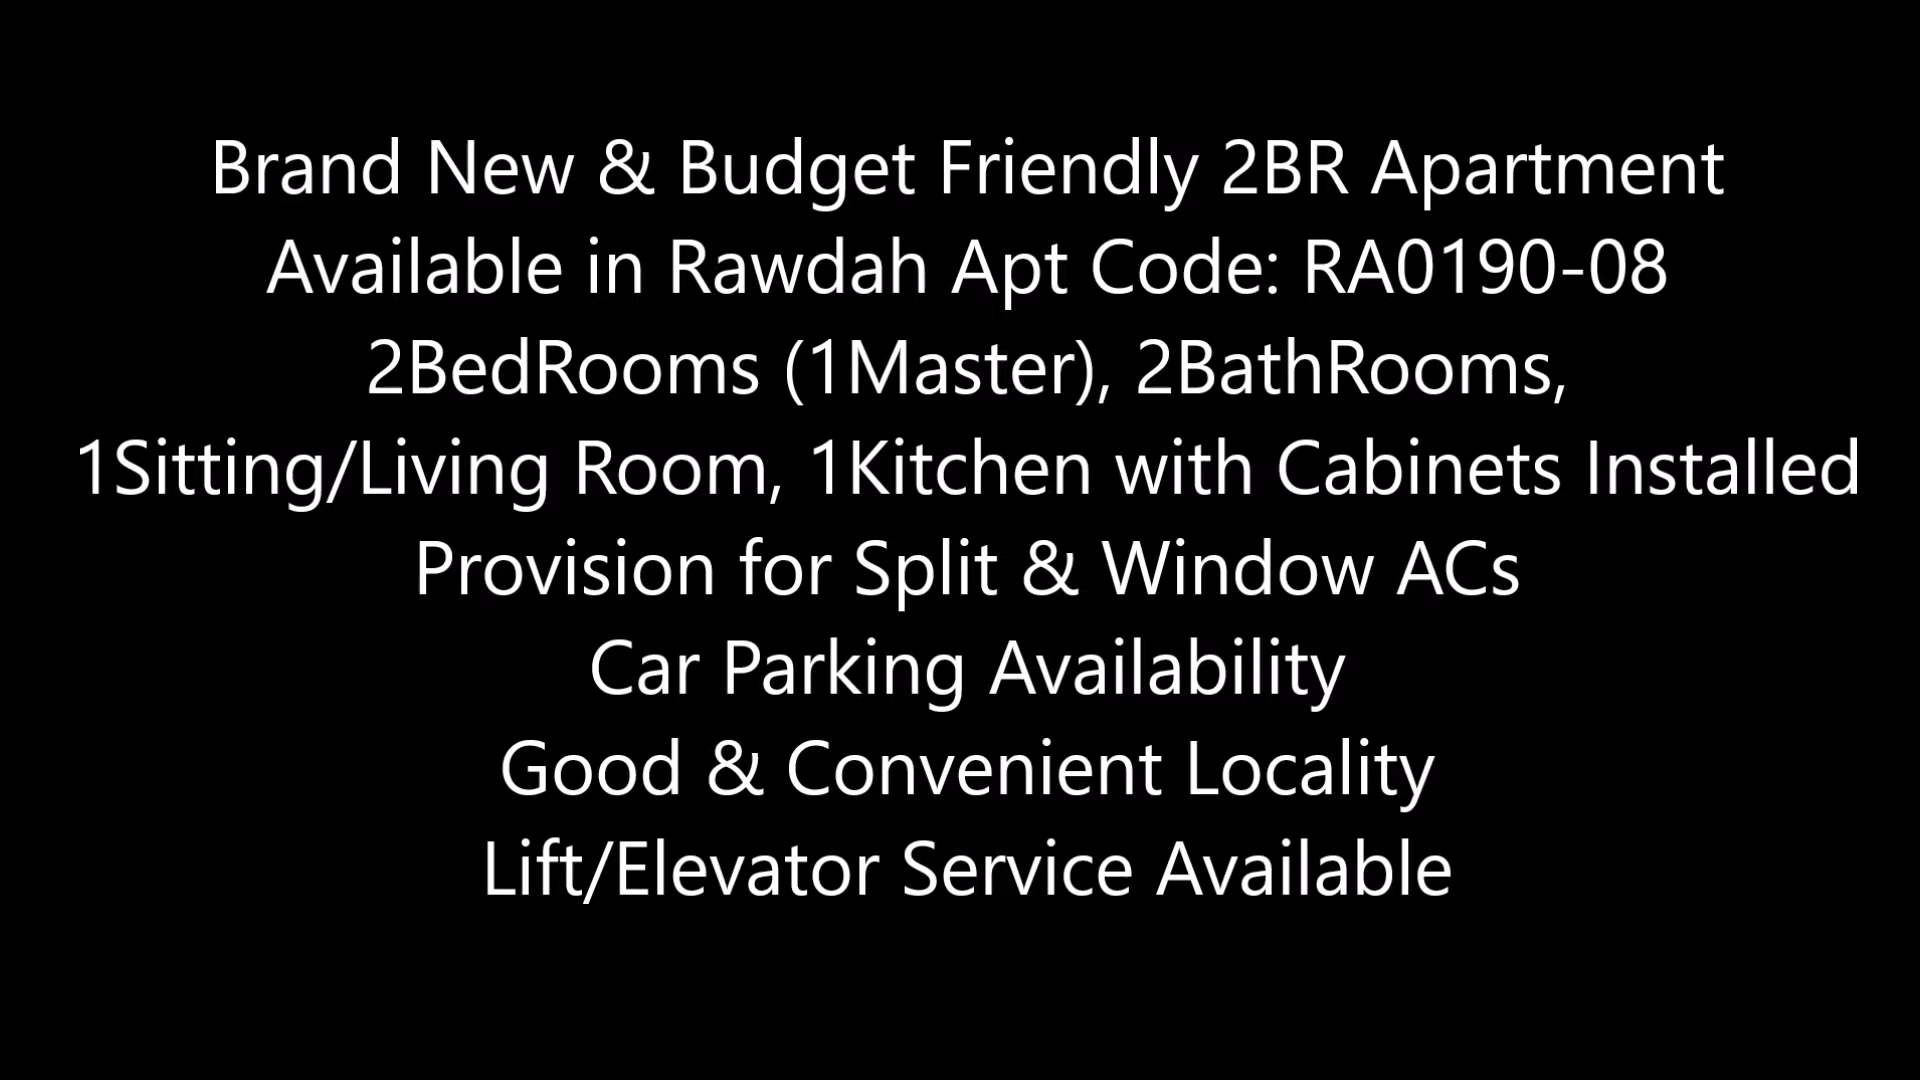 Brand New & Budget Friendly 2BR Apartment
Available in Rawdah Apt Code: RA0190-08
2BedRooms (1Master), 2BathRooms,
1Sitting/Living Room, 1Kitchen with Cabinets Installed
Provision for Split & Window ACs
Car Parking Availability
Good & Convenient Locality
Lift/Elevator Service Available